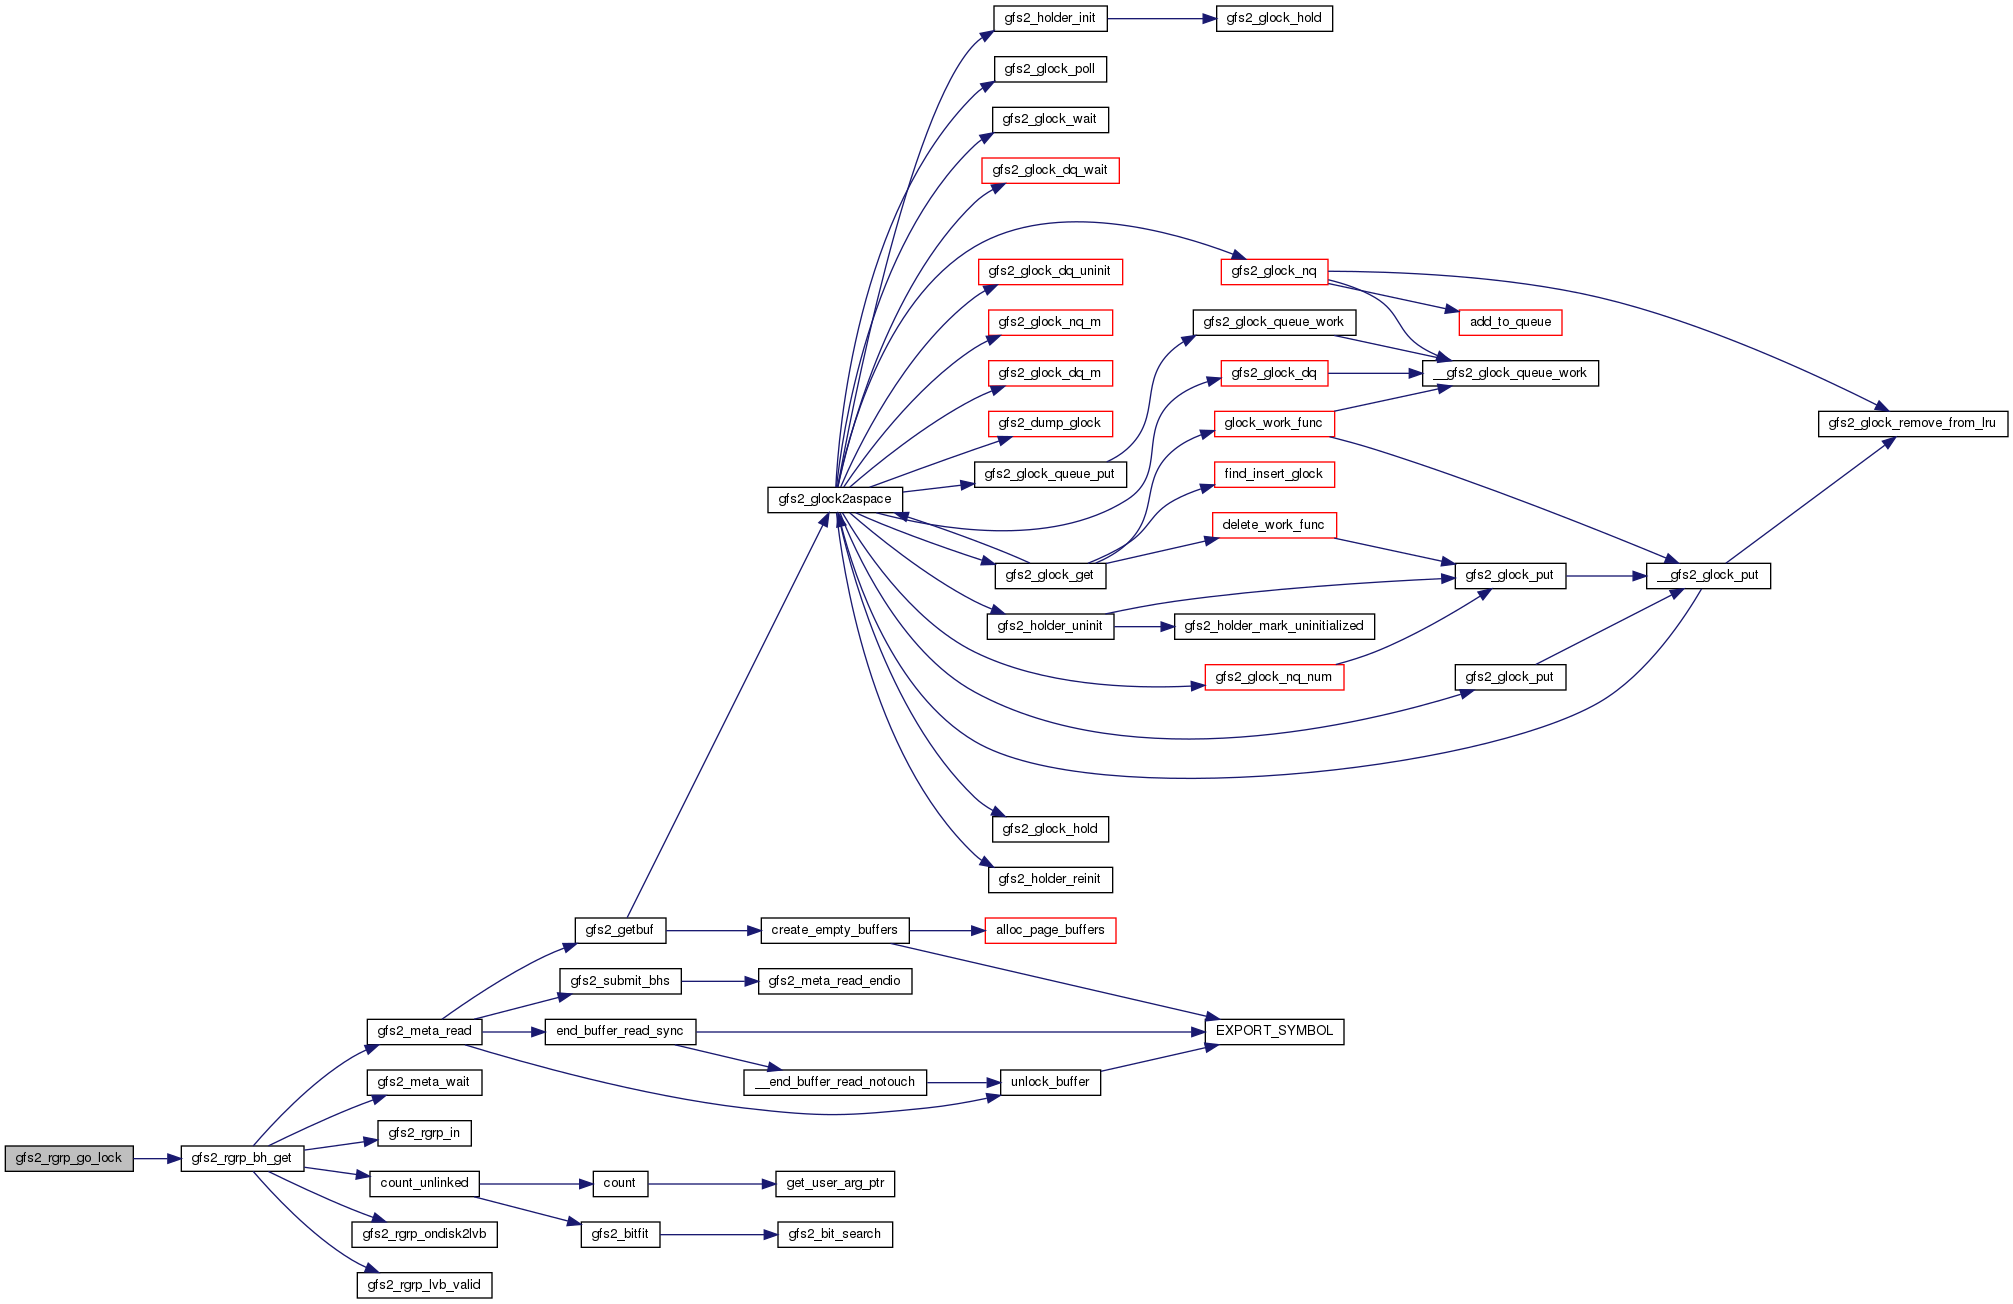 gfs2_holder_init
gfs2_glock_hold
gfs2_glock_poll
gfs2_glock_wait
gfs2_glock_dq_wait
gfs2_glock_dq_uninit
gfs2_glock_nq
gfs2_glock_nq_m
gfs2_glock_queue_work
add_to_queue
gfs2_glock_dq_m
gfs2_glock_dq
__gfs2_glock_queue_work
gfs2_dump_glock
glock_work_func
gfs2_glock_remove_from_lru
gfs2_glock_queue_put
find_insert_glock
gfs2_glock2aspace
delete_work_func
gfs2_glock_get
gfs2_glock_put
__gfs2_glock_put
gfs2_holder_uninit
gfs2_holder_mark_uninitialized
gfs2_glock_nq_num
gfs2_glock_put
gfs2_glock_hold
gfs2_holder_reinit
gfs2_getbuf
create_empty_buffers
alloc_page_buffers
gfs2_submit_bhs
gfs2_meta_read_endio
gfs2_meta_read
end_buffer_read_sync
EXPORT_SYMBOL
gfs2_meta_wait
__end_buffer_read_notouch
unlock_buffer
gfs2_rgrp_in
gfs2_rgrp_go_lock
gfs2_rgrp_bh_get
count_unlinked
count
get_user_arg_ptr
gfs2_rgrp_ondisk2lvb
gfs2_bitfit
gfs2_bit_search
gfs2_rgrp_lvb_valid